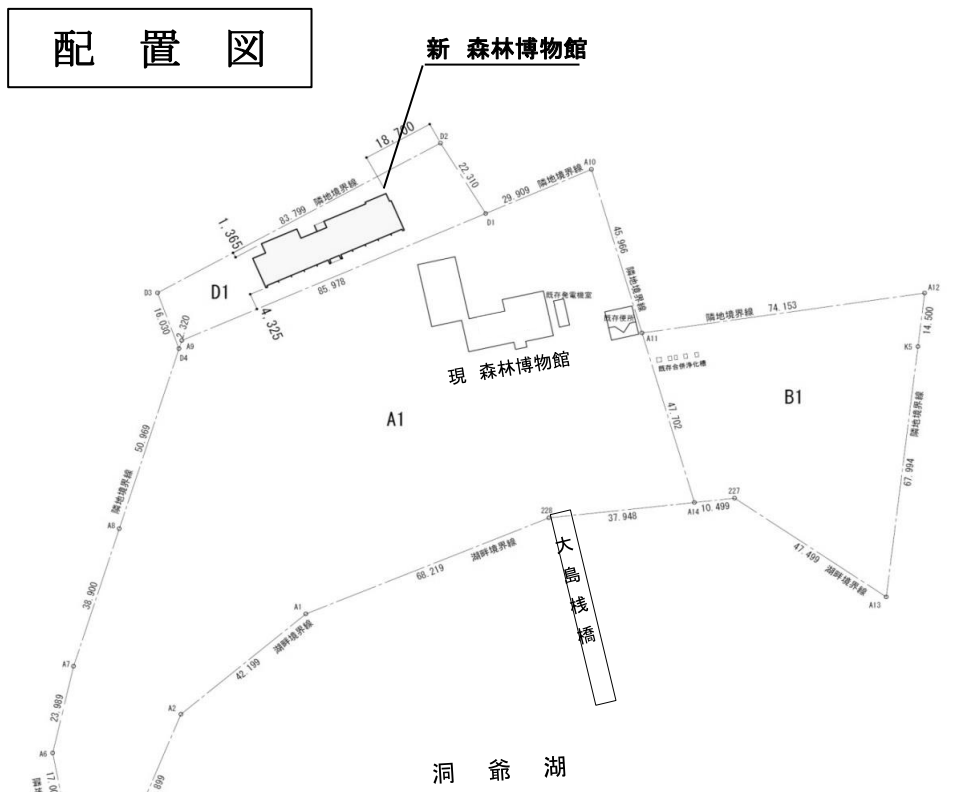 配 置 図
新 森林博物館
18.700
D2
22.310
A10
29.909 隣地境界線
83.799 隣地境界線
D1
1.365
45.966 隣地境界線
D3
D1
85.978
既存発電機室
A12
16.030
2.320
4.325
既存便所
隣地境界線 74.153
14.500
A9
D4
A11
K5
現 森林博物館
既存合併浄化槽
A1
B1
47.702
隣地境界線
67.994
隣地境界線 50.969
227
A14
10.499
228
37.948
A8
大島桟橋
湖畔境界線
68.219
47.499 湖畔境界線
38.900
A1
A13
湖畔境界線
42.199
A7
A2
23.989
A6
洞 爺 湖
899